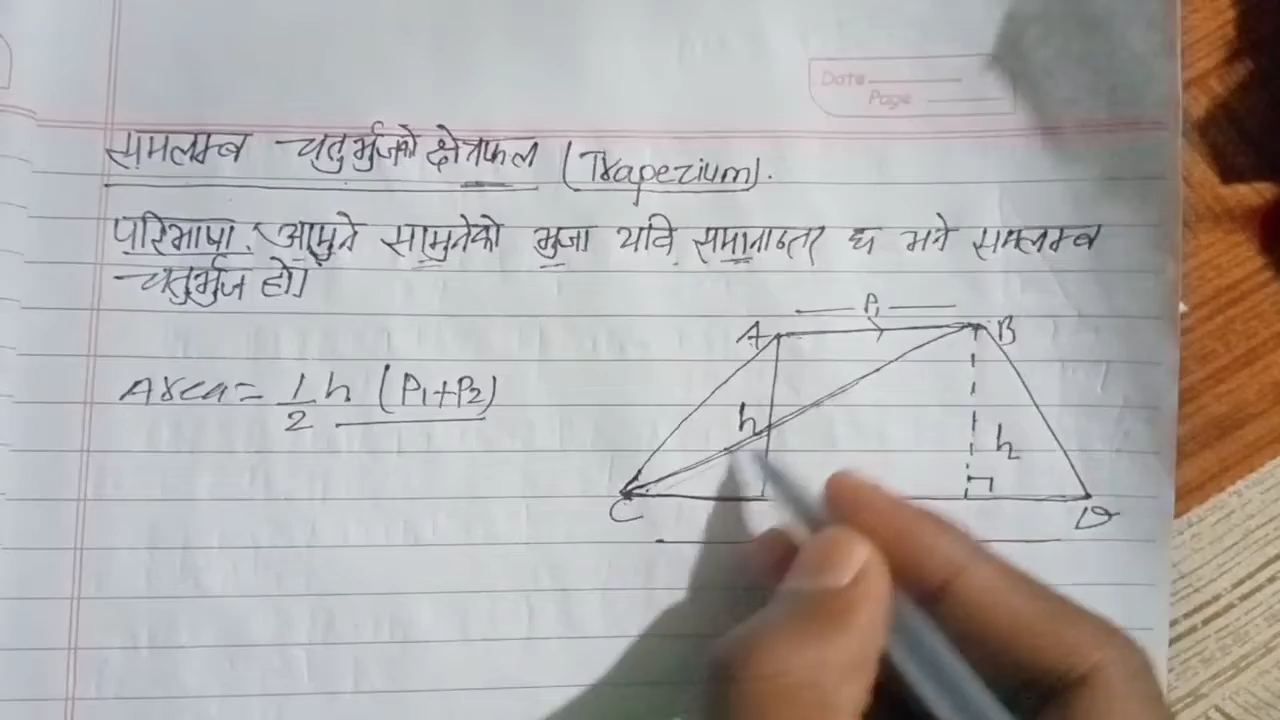 Date
Page
समलम्ब चतुर्भुजको क्षेत्रफल (Trapezium).
परिभाषा. आमुने सामुनेको भुजा यदि समानान्तर छ भने समलम्ब
चतुर्भुज हो।
P1
A B
Area = 1/2 h (P1+P2)
h h
C D